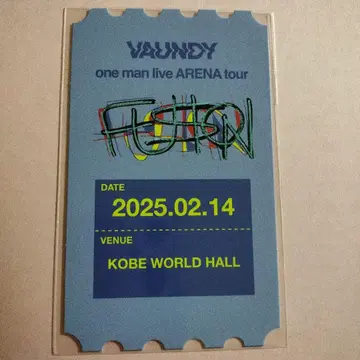 VAUNDY
one man live ARENA tour
FUSION
DATE
2025.02.14
VENUE
KOBE WORLD HALL